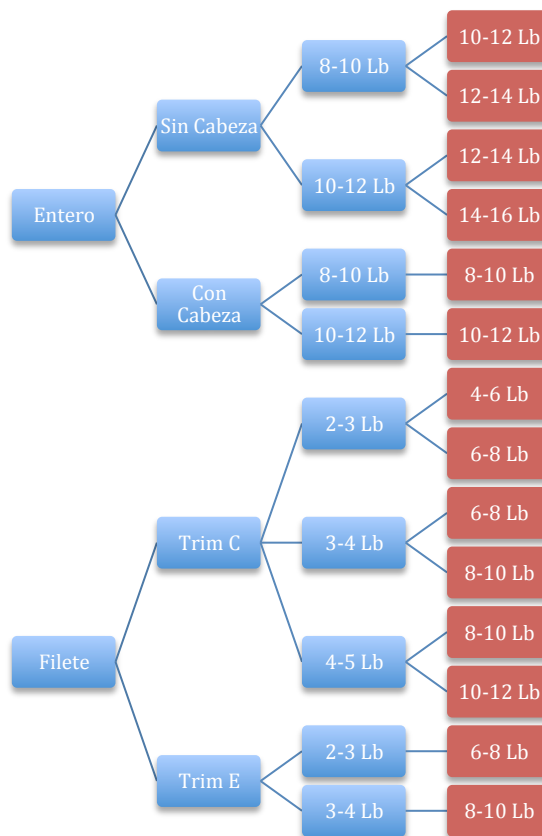 Entero
Sin Cabeza
8-10 Lb
10-12 Lb
12-14 Lb
10-12 Lb
12-14 Lb
14-16 Lb
Con
Cabeza
8-10 Lb
8-10 Lb
10-12 Lb
10-12 Lb
Filete
Trim C
2-3 Lb
4-6 Lb
6-8 Lb
3-4 Lb
6-8 Lb
8-10 Lb
4-5 Lb
8-10 Lb
10-12 Lb
Trim E
2-3 Lb
6-8 Lb
3-4 Lb
8-10 Lb